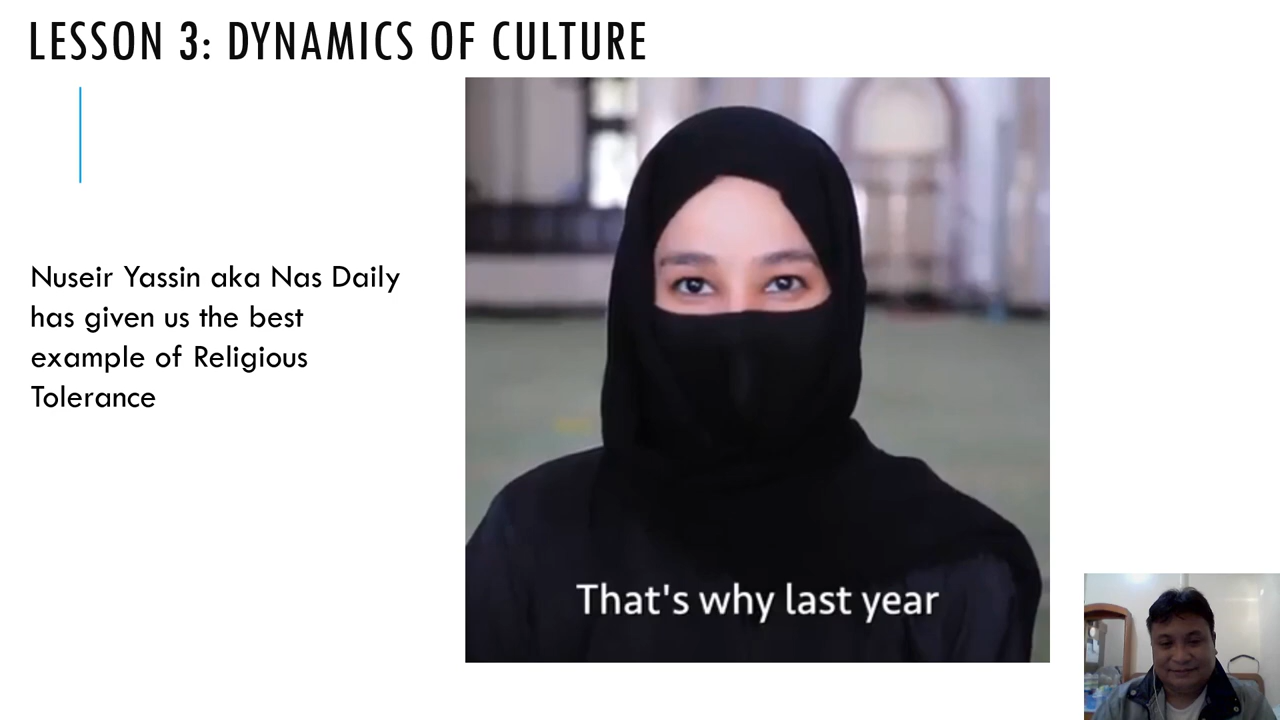 LESSON 3: DYNAMICS OF CULTURE
Nuseir Yassin aka Nas Daily
has given us the best
example of Religious
Tolerance
That's why last year